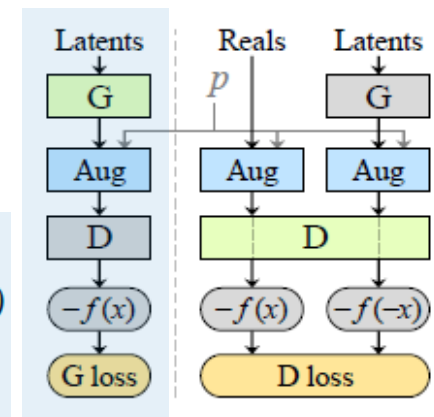 Latents Reals Latents
p
G G
Aug Aug Aug
D D
) −f(x) −f(x) −f(−x)
G loss D loss